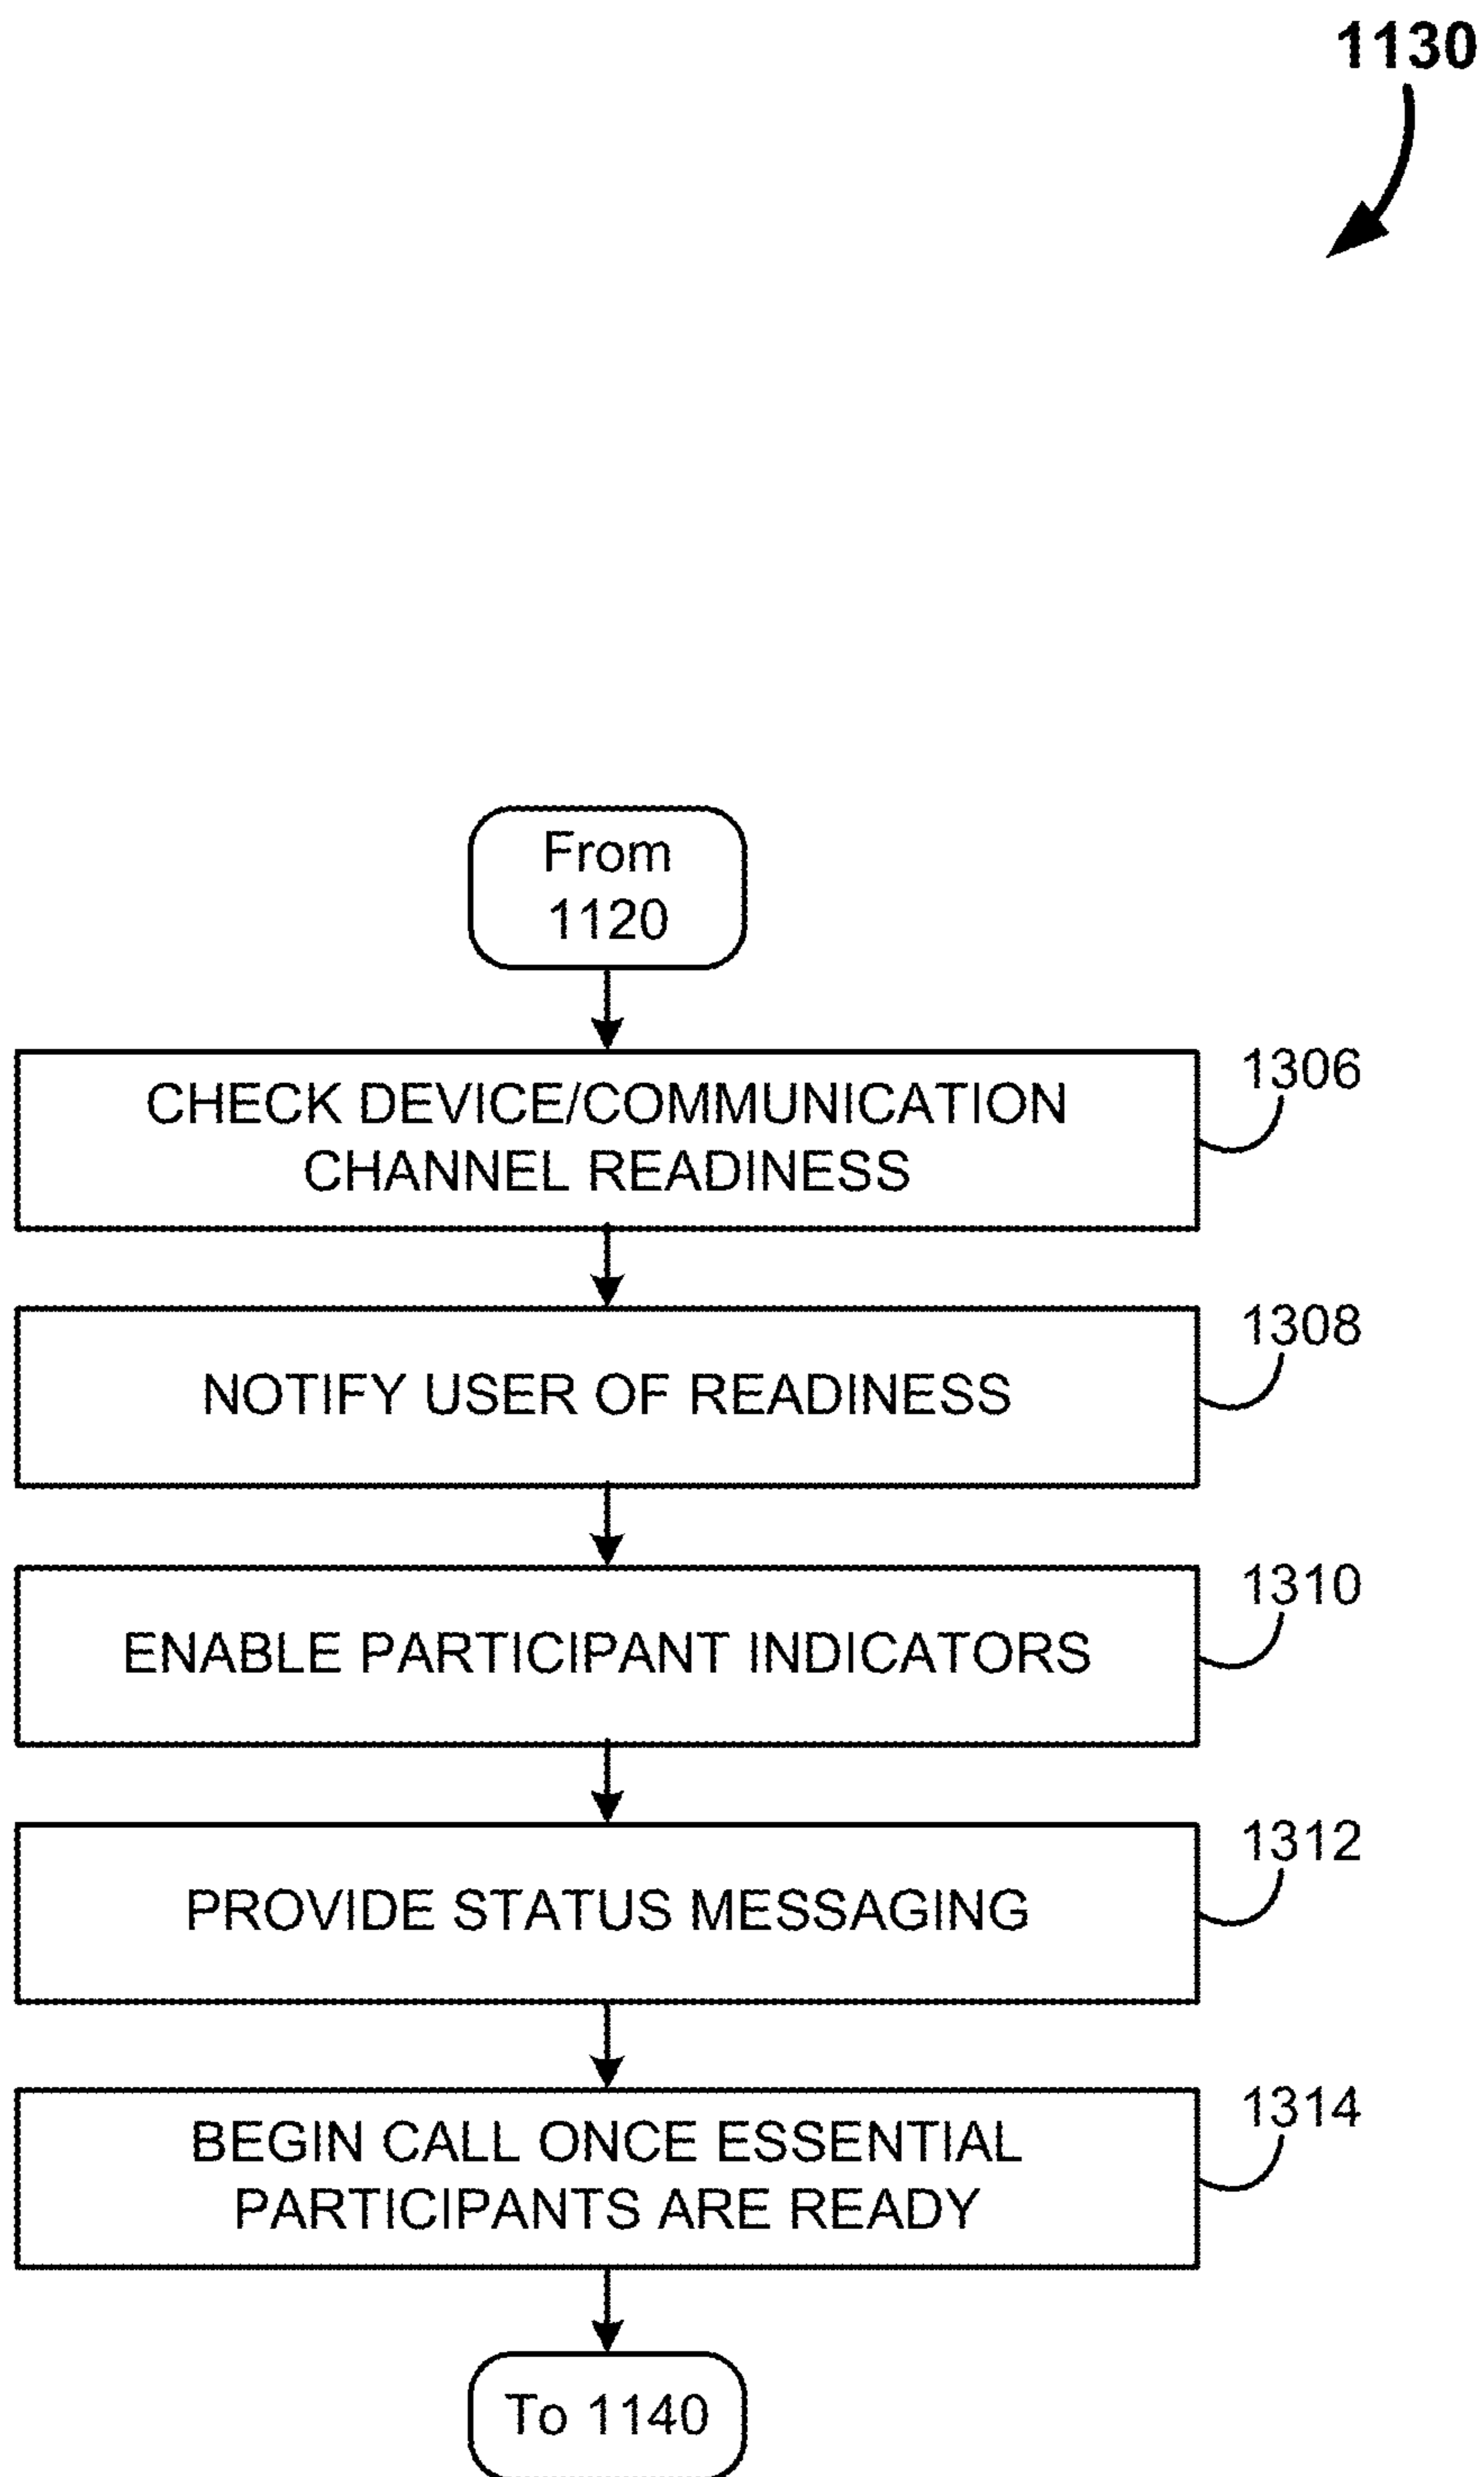 1130
From
1120
CHECK DEVICE/COMMUNICATION
CHANNEL READINESS
1306
NOTIFY USER OF READINESS
1308
ENABLE PARTICIPANT INDICATORS
1310
PROVIDE STATUS MESSAGING
1312
BEGIN CALL ONCE ESSENTIAL
PARTICIPANTS ARE READY
1314
To 1140